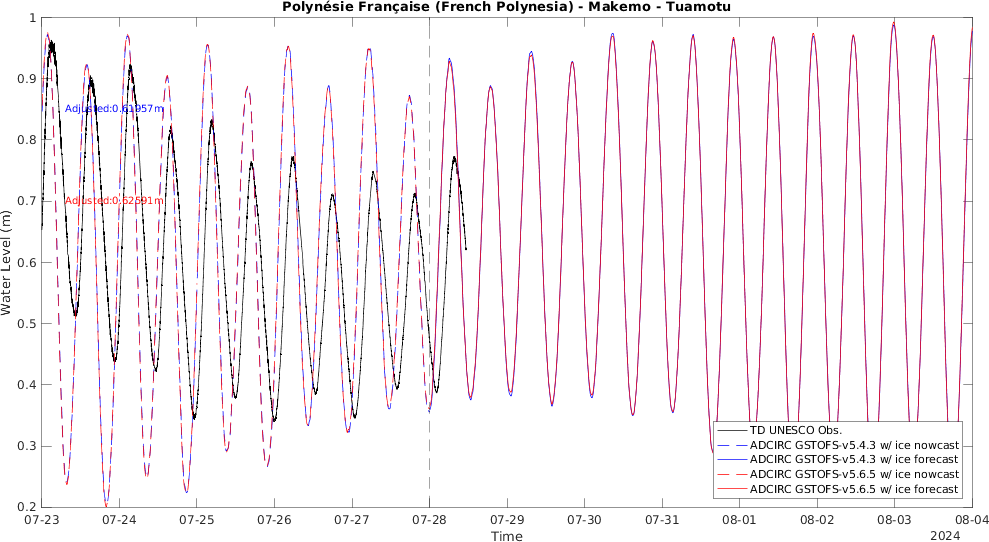 Polynésie Française (French Polynesia) - Makemo - Tuamotu
Water Level (m)
1
0.9
0.8
0.7
0.6
0.5
0.4
0.3
0.2
Adjusted:0.61957m
Adjusted:0.62591m
TD UNESCO Obs.
ADCIRC GSTOFS-v5.4.3 w/ ice nowcast
ADCIRC GSTOFS-v5.4.3 w/ ice forecast
ADCIRC GSTOFS-v5.6.5 w/ ice nowcast
ADCIRC GSTOFS-v5.6.5 w/ ice forecast
07-23 07-24 07-25 07-26 07-27 07-28 07-29 07-30 07-31 08-01 08-02 08-03 08-04
Time
2024